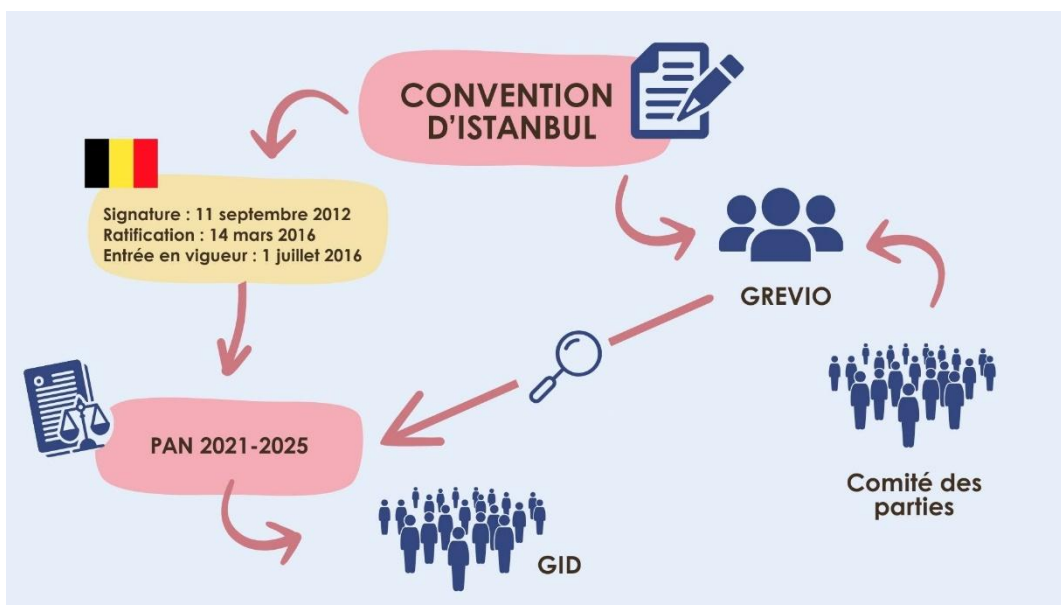 CONVENTION
D'ISTANBUL
Signature : 11 septembre 2012
Ratification : 14 mars 2016
Entrée en vigueur : 1 juillet 2016
GREVIO
PAN 2021-2025
Comité des
parties
GID